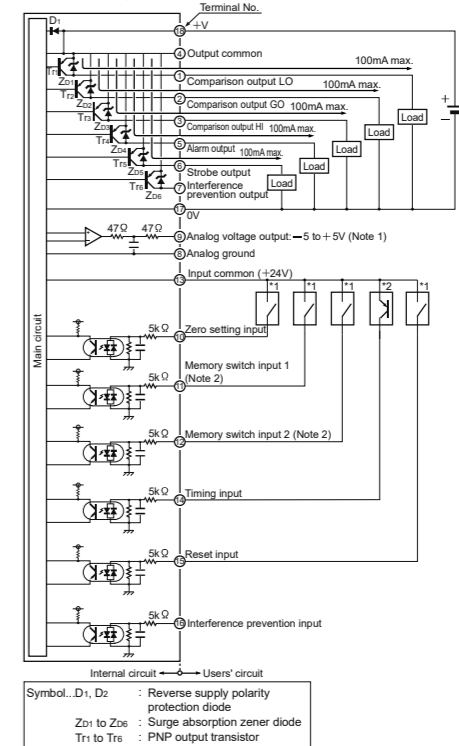 Terminal No.
D1
18 +V
4 Output common
Tr1
100mA max.
1 Comparison output LO
ZD1
Tr2
100mA max.
2 Comparison output GO
ZD2
Tr3
100mA max.
Load
3 Comparison output HI
ZD3
Tr4
100mA max.
Load
5 Alarm output
ZD4
Tr5
100mA max.
Load
6 Strobe output
ZD5
Tr6
Load
Load
7 Interference prevention output
ZD6
+
−
17 0V
47Ω 47Ω
9 Analog voltage output: −5 to +5V (Note 1)
8 Analog ground
13 Input common (+24V)
*1 *1 *1 *2 *1
Main circuit
5kΩ
10 Zero setting input
5kΩ
Memory switch input 1
11 (Note 2)
5kΩ
12 Memory switch input 2 (Note 2)
5kΩ
14 Timing input
5kΩ
15 Reset input
5kΩ
16 Interference prevention input
Internal circuit Users' circuit
Symbol...D1, D2 : Reverse supply polarity
protection diode
ZD1 to ZD6 : Surge absorption zener diode
Tr1 to Tr6 : PNP output transistor